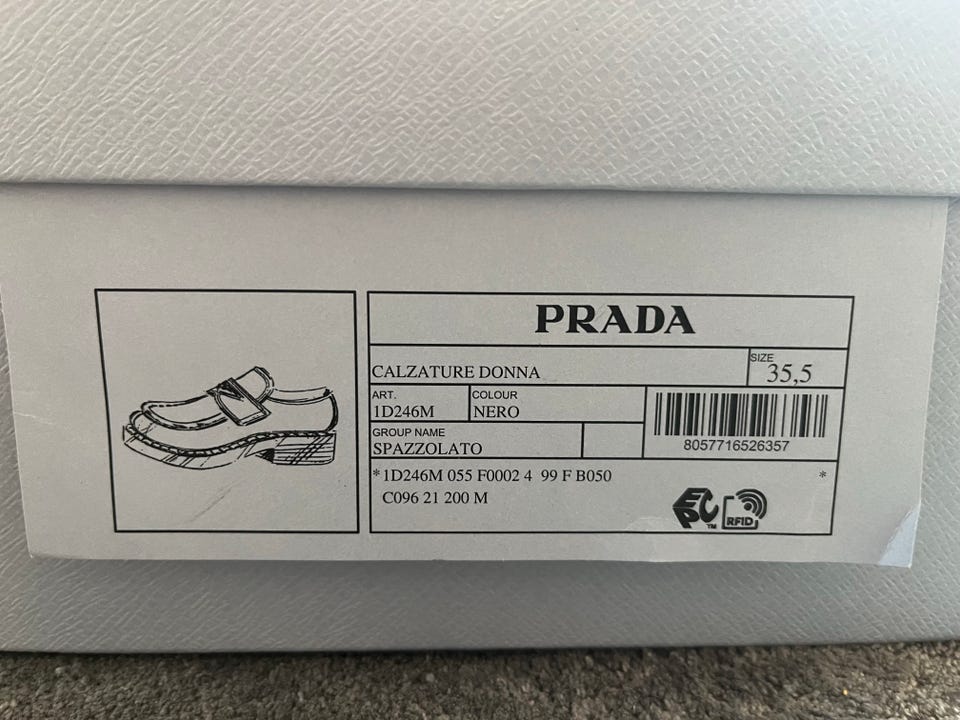 PRADA
CALZATURE DONNA
SIZE
35,5
ART.
1D246M
COLOUR
NERO
GROUP NAME
SPAZZOLATO
8057716526357
*1D246M 055 F0002 4 99 F B050 *
C096 21 200 M
EPC™
RFID